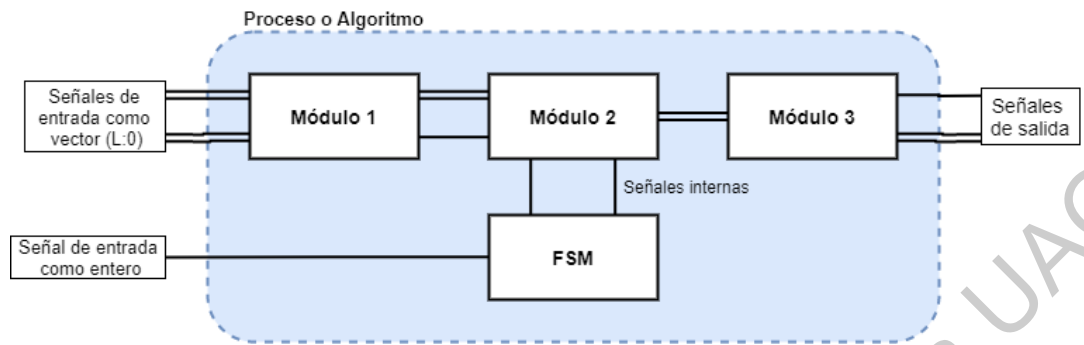 Proceso o Algoritmo
Señales de
entrada como
vector (L:0)
Módulo 1
Módulo 2
Módulo 3
Señales
de salida
Señales internas
Señal de entrada
como entero
FSM